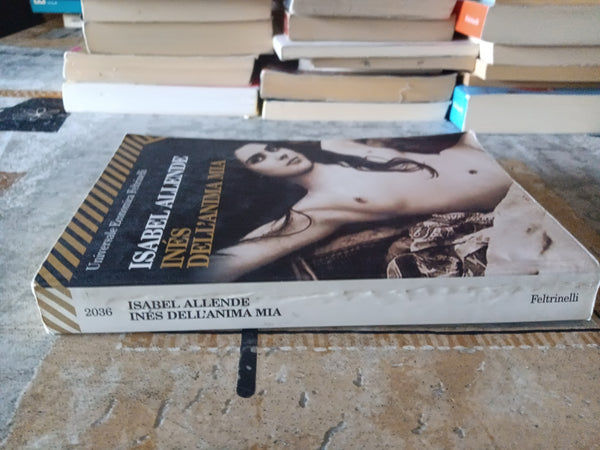 Universale Economica Feltrinelli
ISABEL ALLENDE
INÉS
DELL'ANIMA MIA
2036
ISABEL ALLENDE
INÉS DELL'ANIMA MIA
Feltrinelli